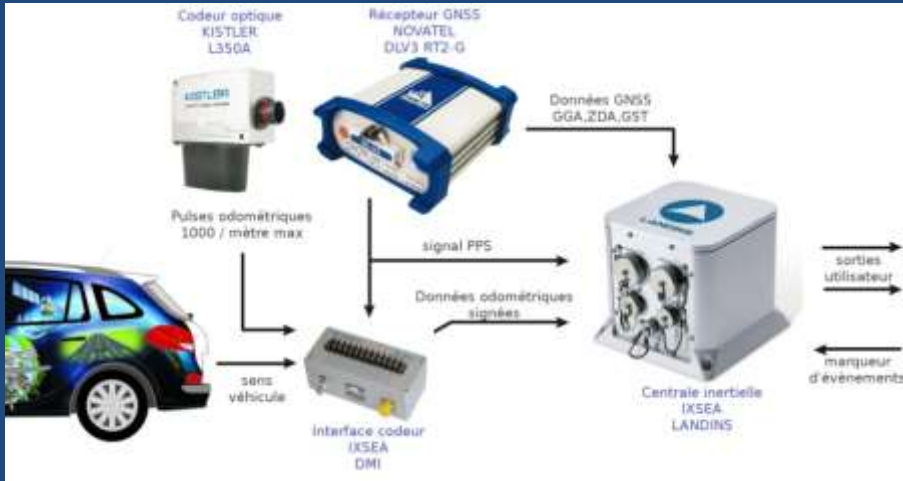 Codeur optique
KISTLER
L350A
Récepteur GNSS
NOVATEL
DLV3 RT2-G
KISTLER
Données GNSS
GGA,ZDA,GST
LANDINS
Pulses odométriques
1000 / mètre max
signal PPS
sorties
utilisateur
Données odométriques
signées
sens
véhicule
marqueur
d'évènements
Centrale inertielle
IXSEA
LANDINS
Interface codeur
IXSEA
DMI